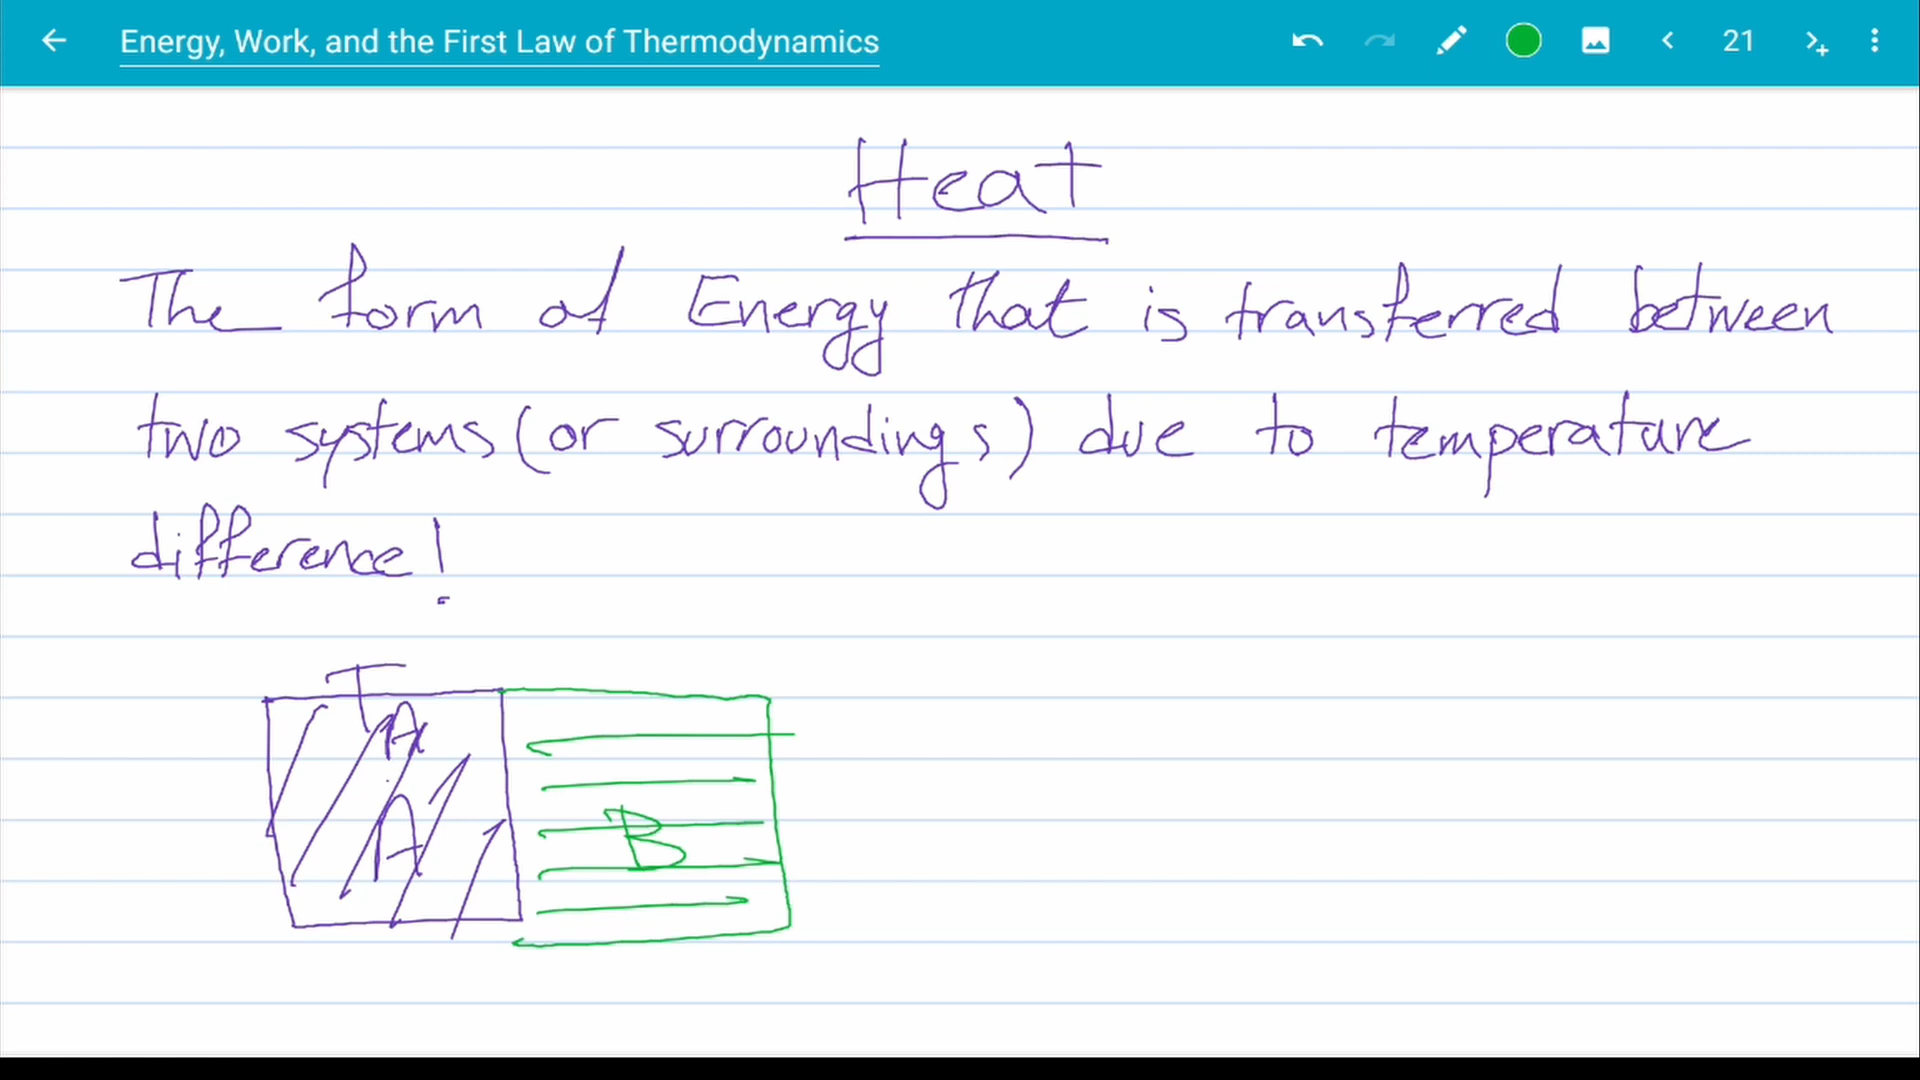 Energy, Work, and the First Law of Thermodynamics
21
Heat
The form of Energy that is transferred between
two systems (or surroundings) due to temperature
difference!
TA
A
B